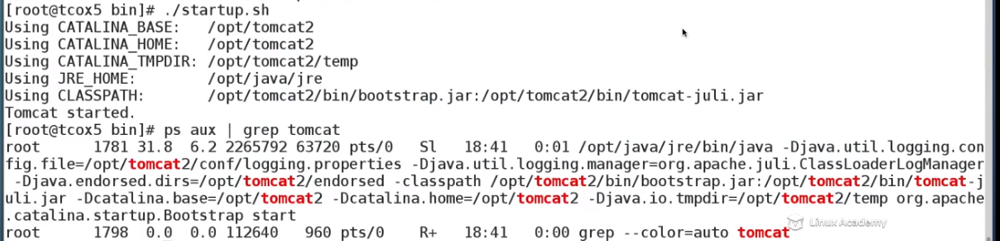 [root@tcox5 bin]# ./startup.sh
Using CATALINA_BASE:   /opt/tomcat2
Using CATALINA_HOME:   /opt/tomcat2
Using CATALINA_TMPDIR: /opt/tomcat2/temp
Using JRE_HOME:        /opt/java/jre
Using CLASSPATH:       /opt/tomcat2/bin/bootstrap.jar:/opt/tomcat2/bin/tomcat-juli.jar
Tomcat started.
[root@tcox5 bin]# ps aux | grep tomcat
root      1781 31.8  6.2 2265792 63720 pts/0   Sl   18:41   0:01 /opt/java/jre/bin/java -Djava.util.logging.con
fig.file=/opt/tomcat2/conf/logging.properties -Djava.util.logging.manager=org.apache.juli.ClassLoaderLogManager
 -Djava.endorsed.dirs=/opt/tomcat2/endorsed -classpath /opt/tomcat2/bin/bootstrap.jar:/opt/tomcat2/bin/tomcat-j
uli.jar -Dcatalina.base=/opt/tomcat2 -Dcatalina.home=/opt/tomcat2 -Djava.io.tmpdir=/opt/tomcat2/temp org.apache
.catalina.startup.Bootstrap start
Linux Academy
root      1798  0.0  0.0 112640   960 pts/0    R+   18:41   0:00 grep --color=auto tomcat